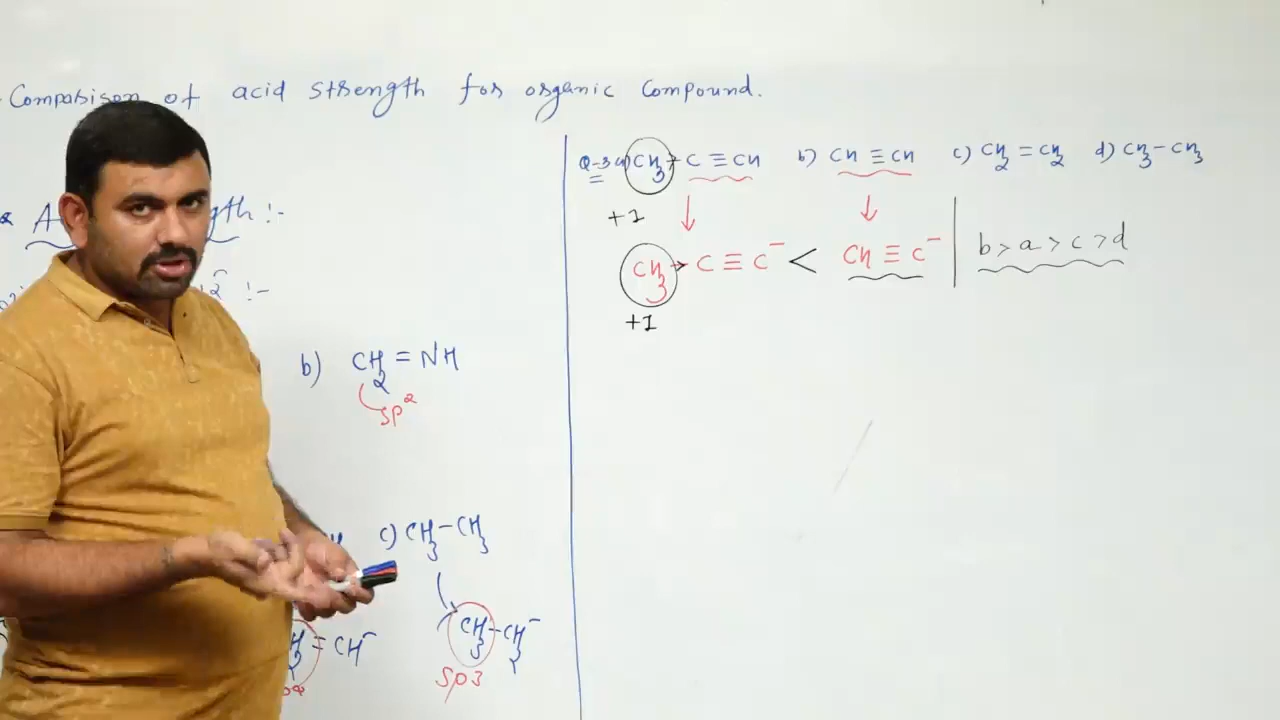 Comparison of acid strength for organic Compound.
Q-3 a) CH3 → C ≡ CH b) CH ≡ CH c) CH2 = CH2 d) CH3 - CH3
+I
CH3 → C ≡ C⁻ < CH ≡ C⁻ b > a > c > d
+I
b) CH2 = NH
sp2
c) CH3 - CH3
= CH⁻ CH3 - CH2⁻
sp3